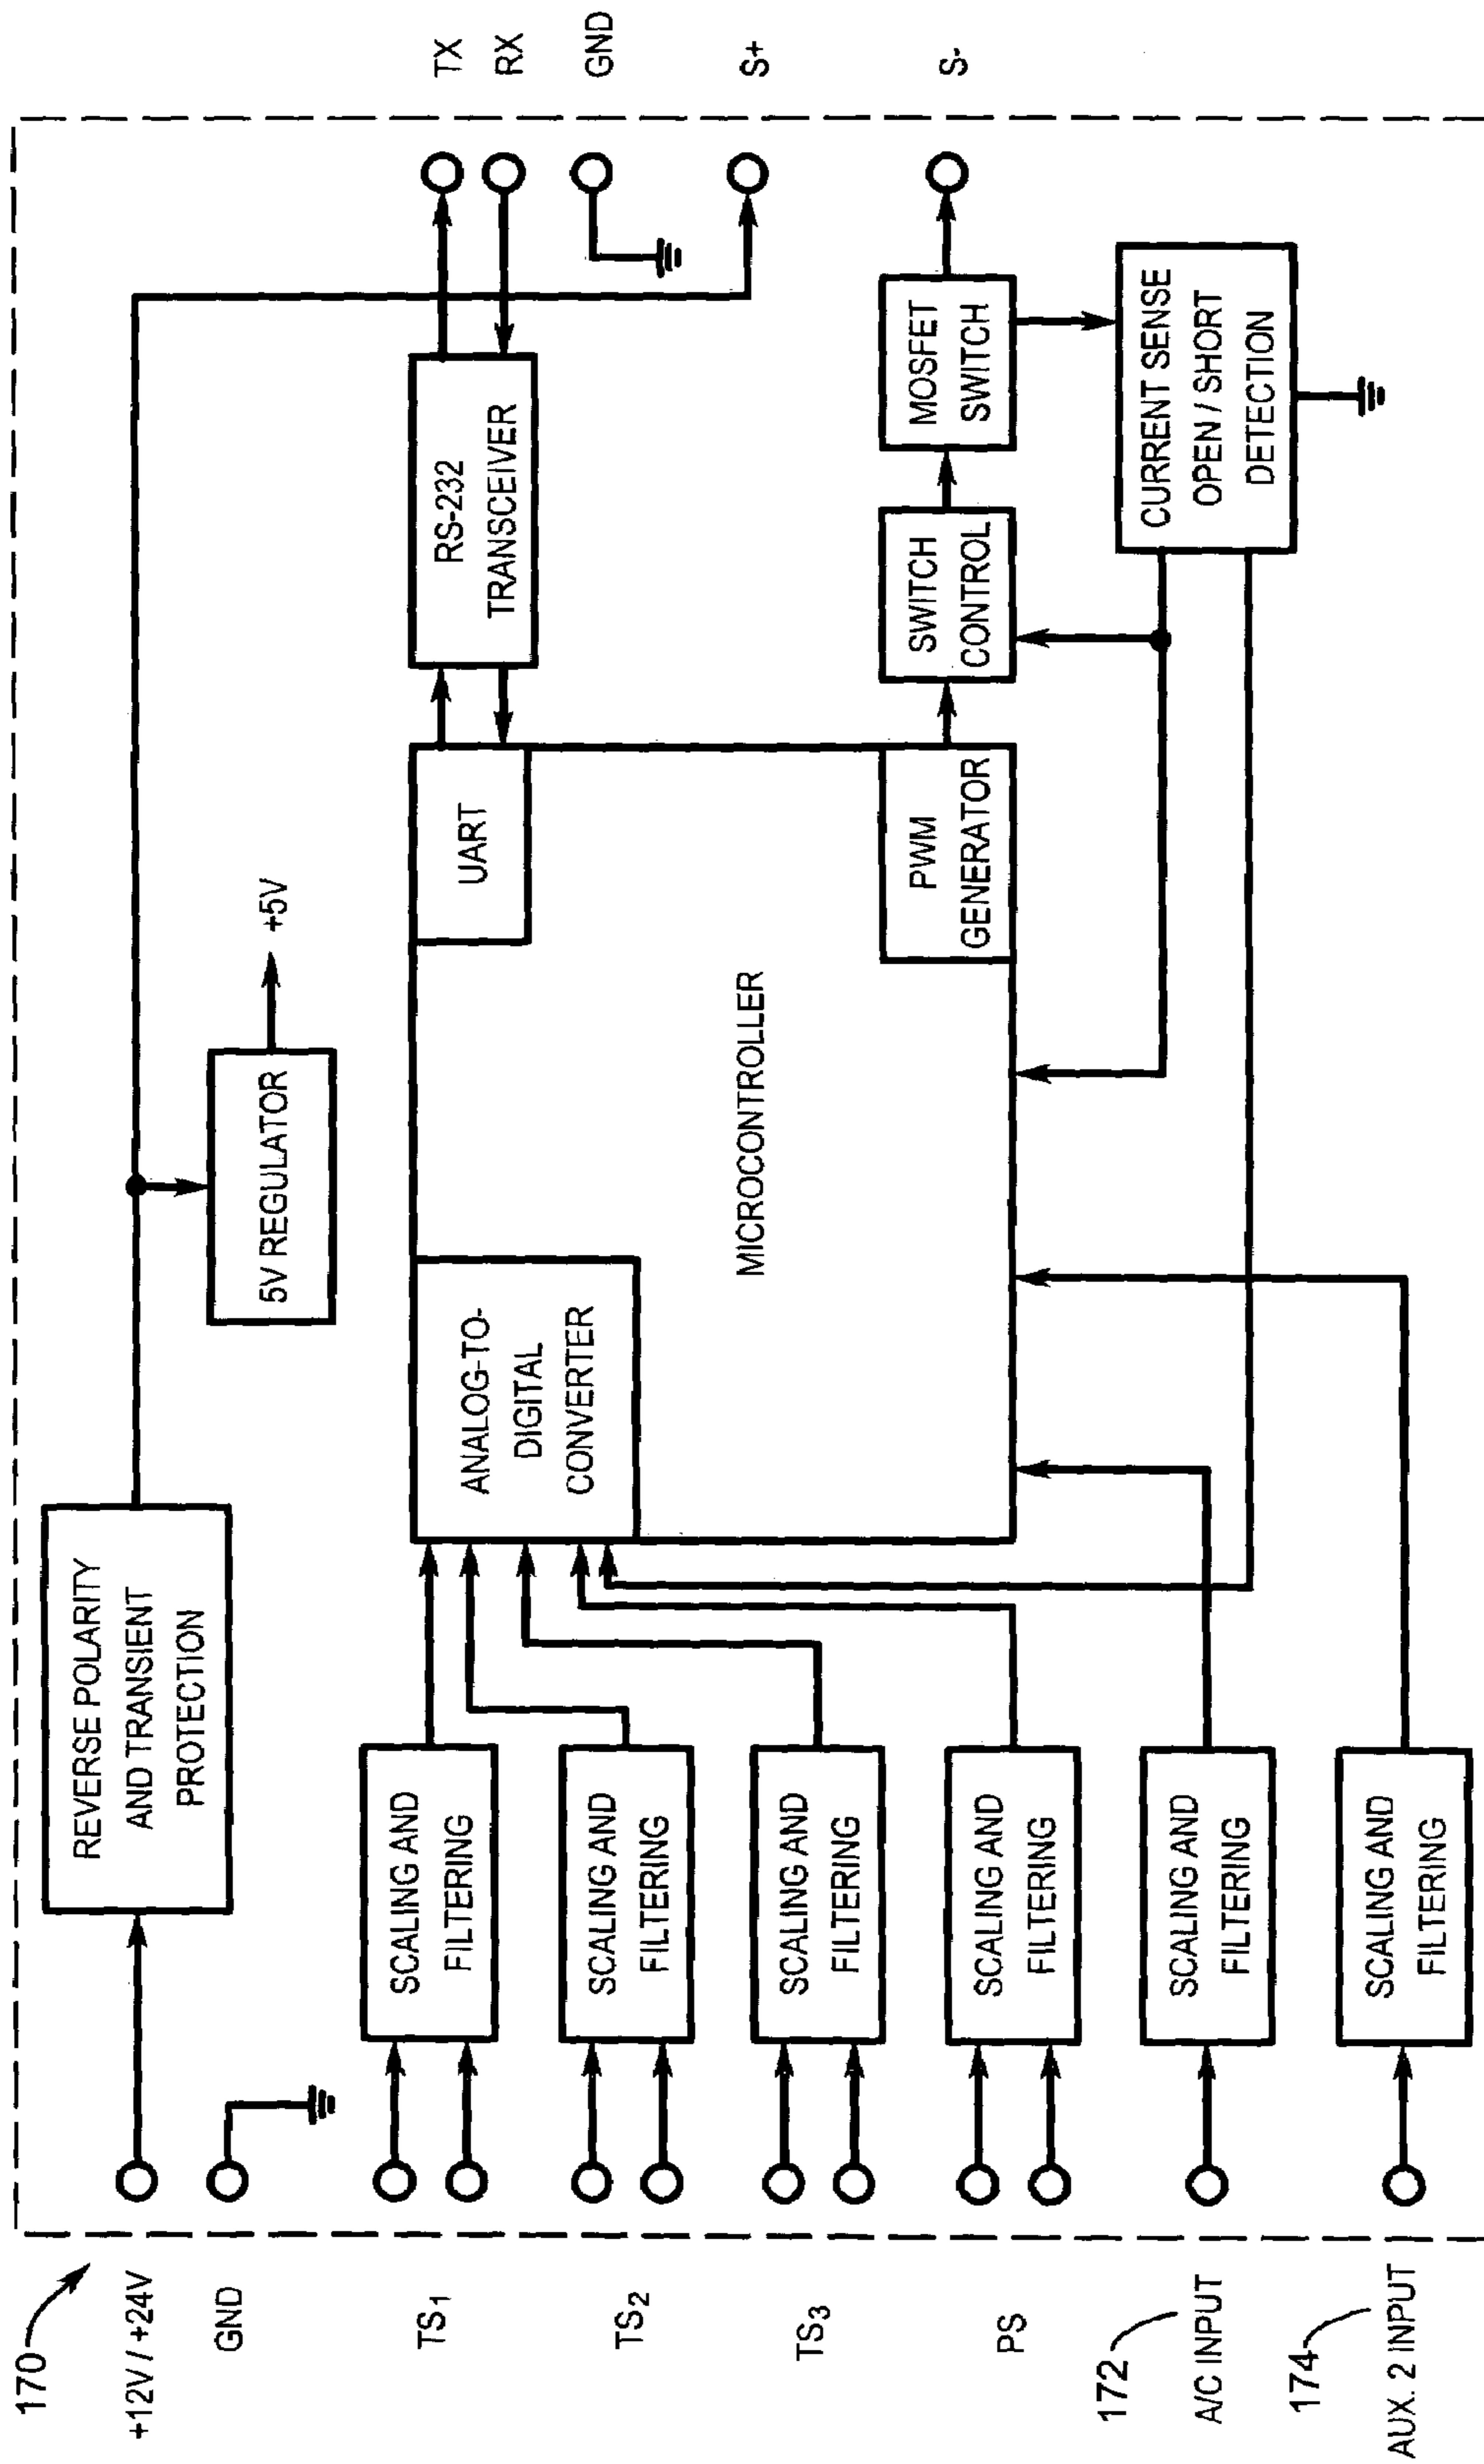 170
+12V / +24V
GND
TS1
TS2
TS3
PS
172
A/C INPUT
174
AUX. 2 INPUT
REVERSE POLARITY
AND TRANSIENT
PROTECTION
SCALING AND
FILTERING
SCALING AND
FILTERING
SCALING AND
FILTERING
SCALING AND
FILTERING
SCALING AND
FILTERING
SCALING AND
FILTERING
5V REGULATOR
+5V
ANALOG-TO-
DIGITAL
CONVERTER
MICROCONTROLLER
UART
PWM
GENERATOR
RS-232
TRANSCEIVER
SWITCH
CONTROL
MOSFET
SWITCH
CURRENT SENSE
OPEN / SHORT
DETECTION
TX
RX
GND
S+
S-